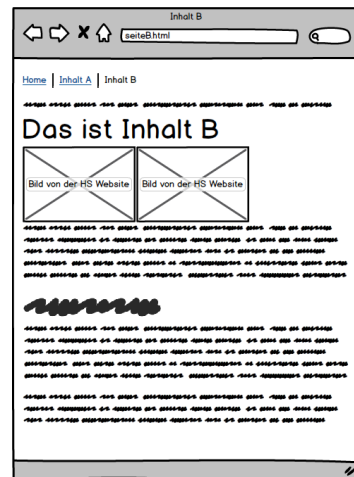 Inhalt B
seiteB.html
Home | Inhalt A | Inhalt B
Das ist Inhalt B
Bild von der HS Website Bild von der HS Website